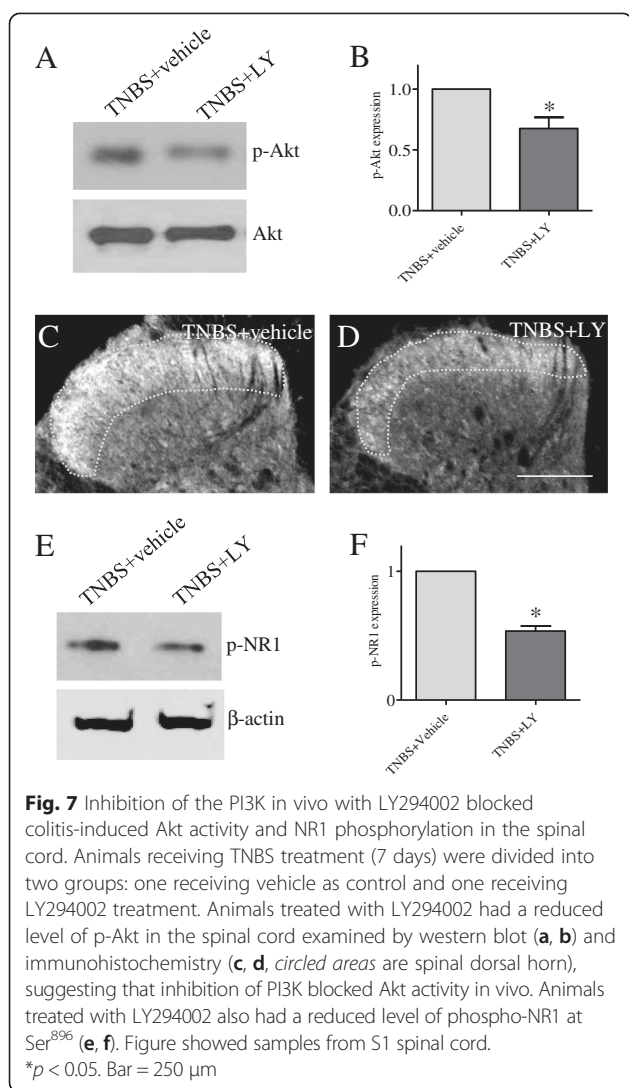 A
TNBS+vehicle
TNBS+LY
p-Akt
Akt
B
p-Akt expression
1.0
0.5
0.0
*
TNBS+vehicle
TNBS+LY
C
TNBS+vehicle
D
TNBS+LY
E
TNBS+vehicle
TNBS+LY
p-NR1
β-actin
F
p-NR1 expression
1
0
*
TNBS+Vehicle
TNBS+LY
Fig. 7 Inhibition of the PI3K in vivo with LY294002 blocked
colitis-induced Akt activity and NR1 phosphorylation in the spinal
cord. Animals receiving TNBS treatment (7 days) were divided into
two groups: one receiving vehicle as control and one receiving
LY294002 treatment. Animals treated with LY294002 had a reduced
level of p-Akt in the spinal cord examined by western blot (a, b) and
immunohistochemistry (c, d, circled areas are spinal dorsal horn),
suggesting that inhibition of PI3K blocked Akt activity in vivo. Animals
treated with LY294002 also had a reduced level of phospho-NR1 at
Ser⁸⁹⁶ (e, f). Figure showed samples from S1 spinal cord.
*p < 0.05. Bar = 250 μm